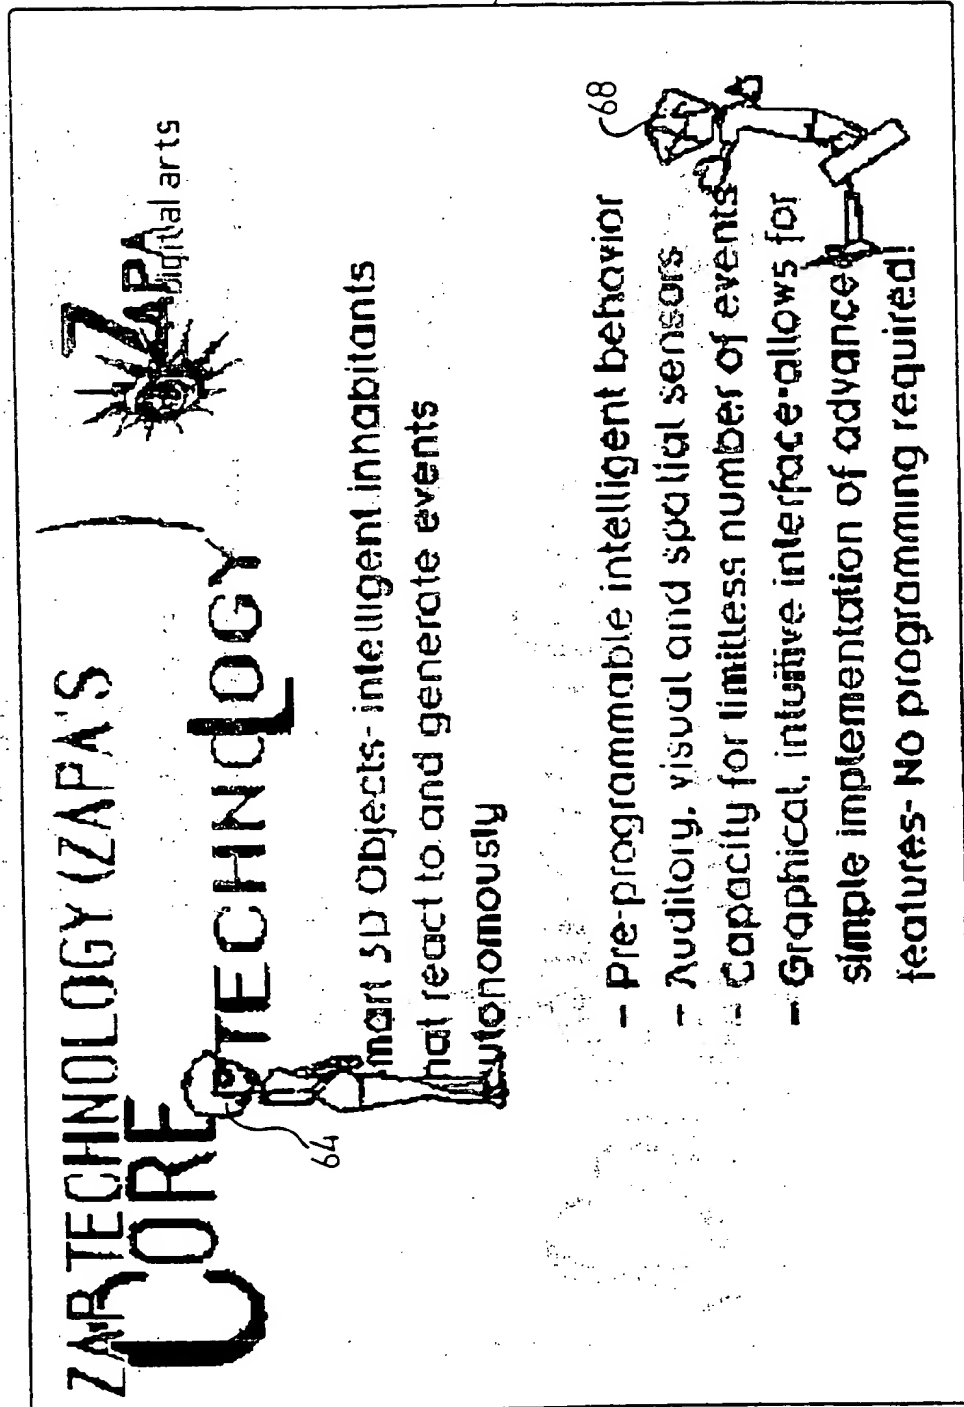 ZAP TECHNOLOGY (ZAPA'S
CORE TECHNOLOGY)
ZAPA
Digital arts
64
mart 3D Objects- intelligent inhabitants
hat react to and generate events
utonomously
68
– Pre-programmable intelligent behavior
– Auditory, visual and spatial sensors
– Capacity for limitless number of events
– Graphical, intuitive interface-allows for
simple implementation of advance
features- No programming required!